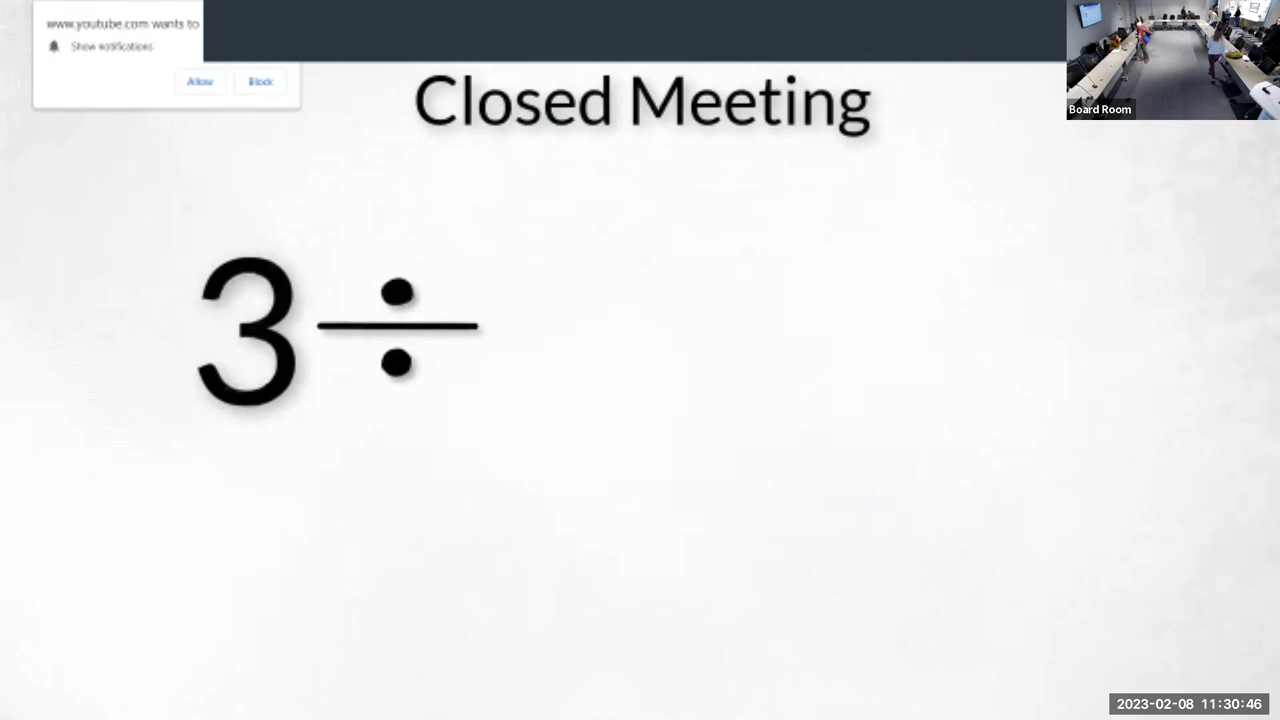 www.youtube.com wants to
Show notifications
Allow
Block
Closed Meeting
3÷
Board Room
2023-02-08 11:30:46